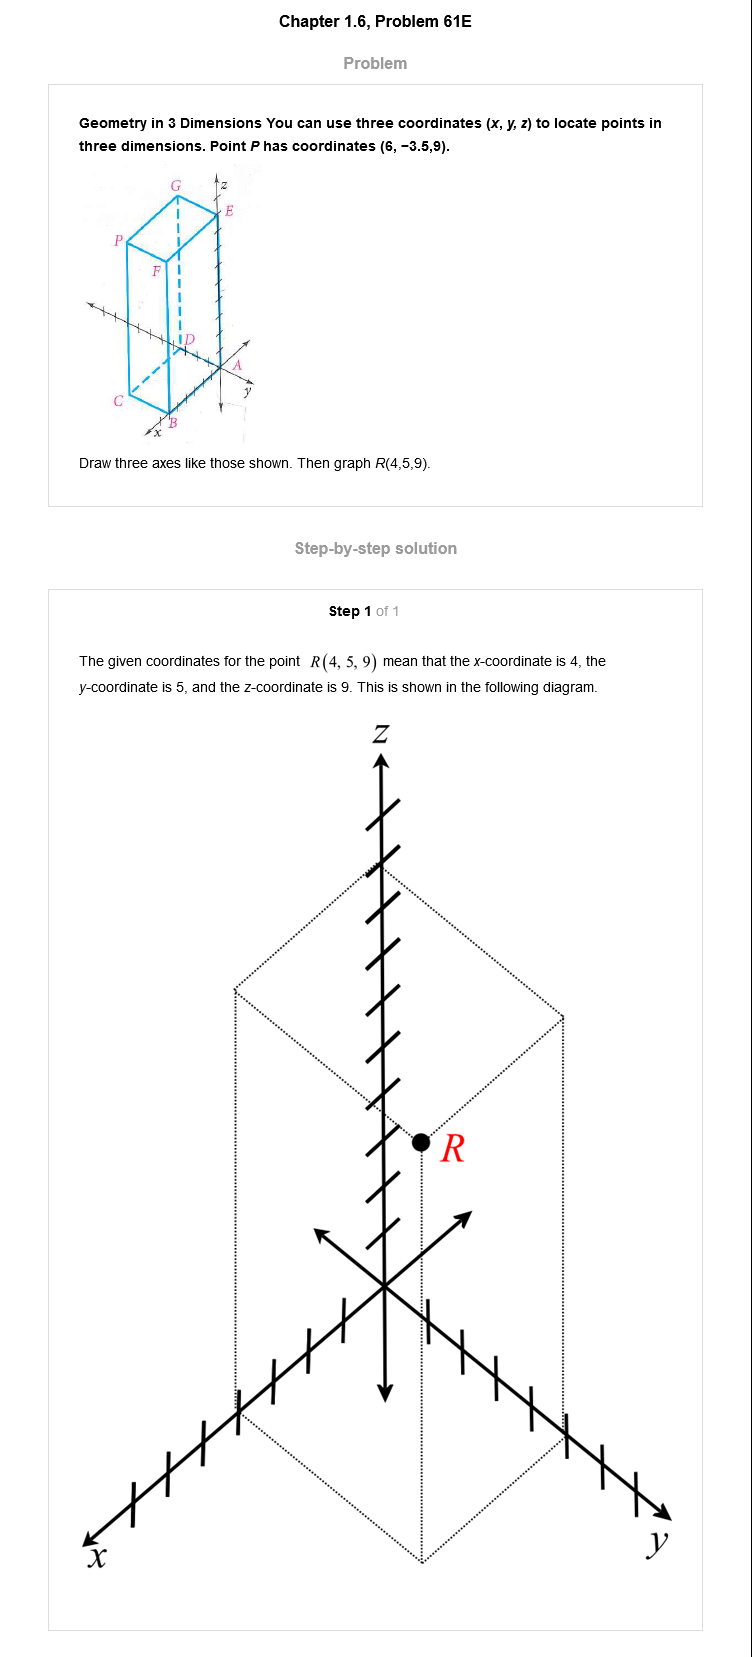 Chapter 1.6, Problem 61E
Problem
Geometry in 3 Dimensions You can use three coordinates (x, y, z) to locate points in
three dimensions. Point P has coordinates (6, −3.5,9).
G
z
E
P
F
D
A
y
C
B
x
Draw three axes like those shown. Then graph R(4,5,9).
Step-by-step solution
Step 1 of 1
The given coordinates for the point R(4, 5, 9) mean that the x-coordinate is 4, the
y-coordinate is 5, and the z-coordinate is 9. This is shown in the following diagram.
z
R
x
y